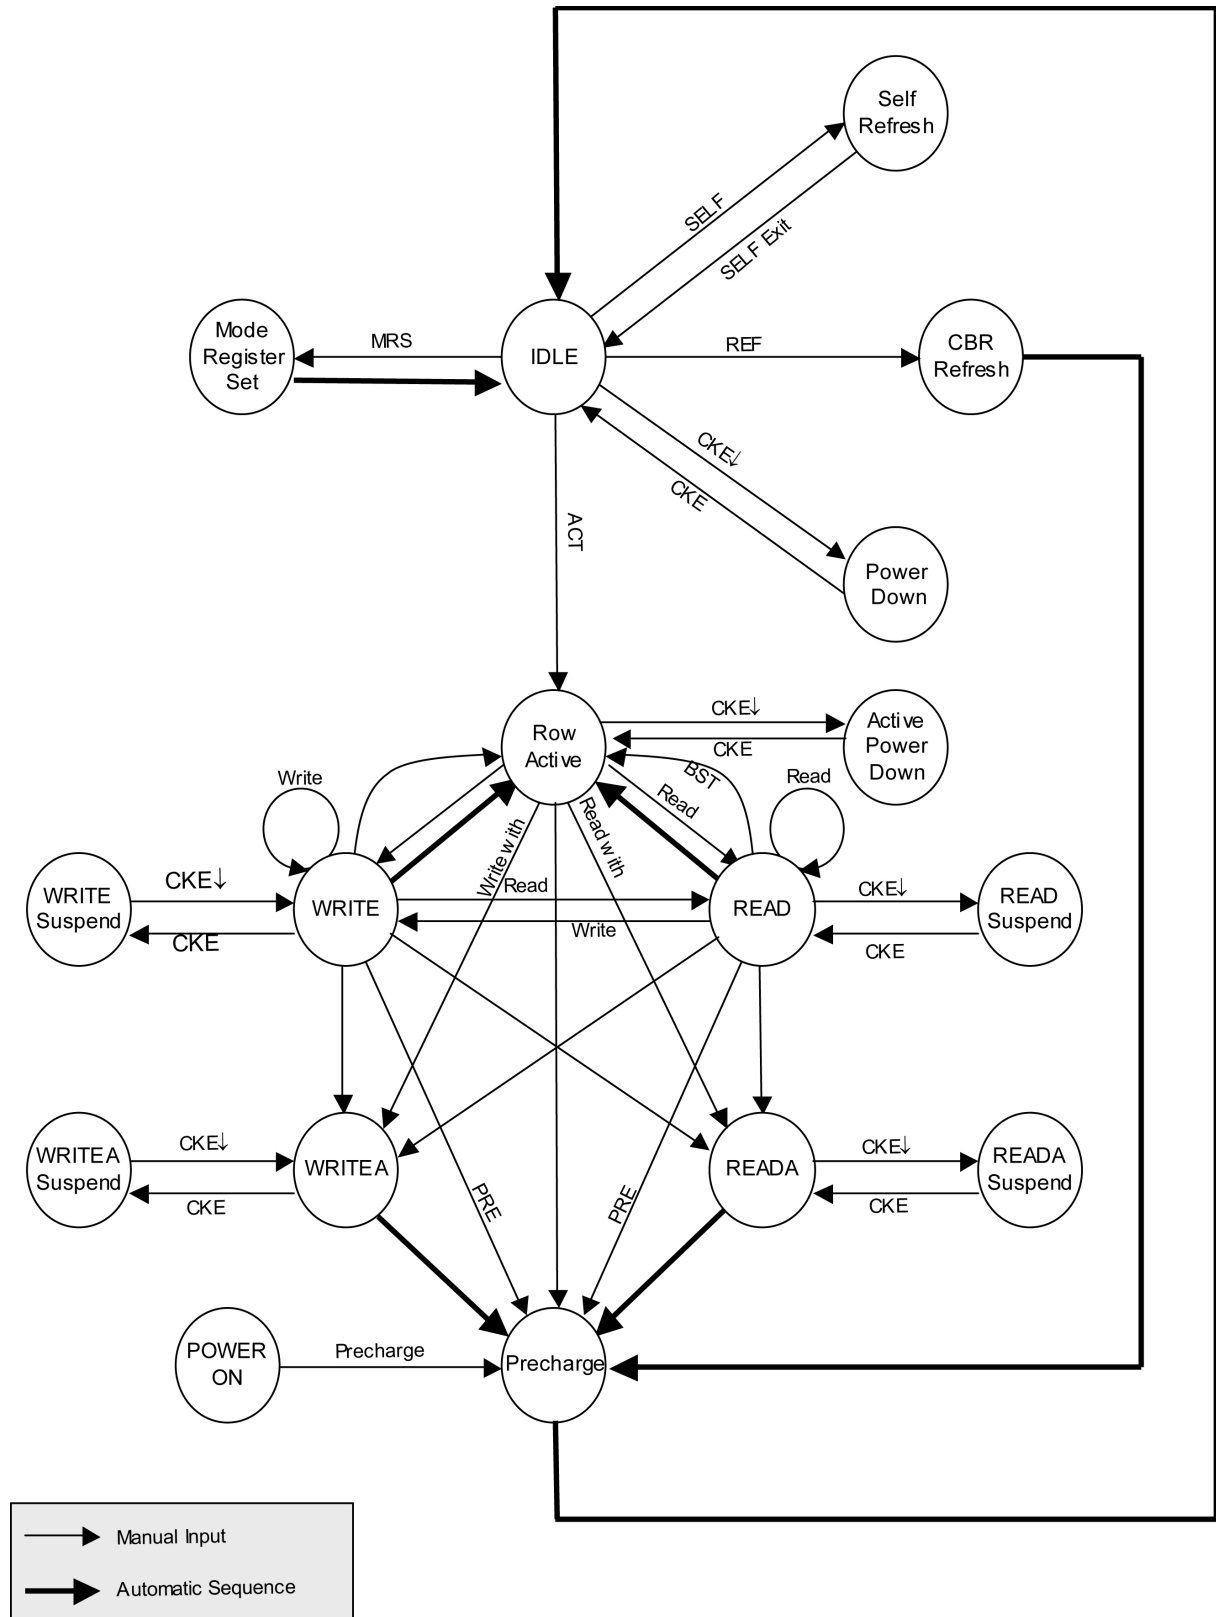 Self
Refresh
SELF
SELF Exit
Mode
Register
Set
MRS
IDLE
REF
CBR
Refresh
CKE↓
CKE
ACT
Power
Down
Row
Active
CKE↓
CKE
Active
Power
Down
BST
Read
Write
Read
Write with
Read with
WRITE
Suspend
CKE↓
CKE
WRITE
Read
Write
READ
CKE↓
CKE
READ
Suspend
WRITEA
Suspend
CKE↓
CKE
WRITEA
PRE
PRE
READA
CKE↓
CKE
READA
Suspend
POWER
ON
Precharge
Precharge
Manual Input
Automatic Sequence